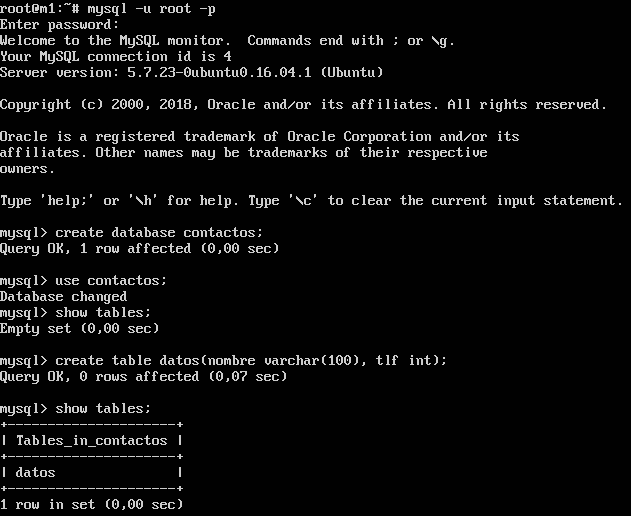 root@m1:~# mysql -u root -p
Enter password:
Welcome to the MySQL monitor.  Commands end with ; or \g.
Your MySQL connection id is 4
Server version: 5.7.23-0ubuntu0.16.04.1 (Ubuntu)

Copyright (c) 2000, 2018, Oracle and/or its affiliates. All rights reserved.

Oracle is a registered trademark of Oracle Corporation and/or its
affiliates. Other names may be trademarks of their respective
owners.

Type 'help;' or '\h' for help. Type '\c' to clear the current input statement.

mysql> create database contactos;
Query OK, 1 row affected (0,00 sec)

mysql> use contactos;
Database changed
mysql> show tables;
Empty set (0,00 sec)

mysql> create table datos(nombre varchar(100), tlf int);
Query OK, 0 rows affected (0,07 sec)

mysql> show tables;
+---------------------+
| Tables_in_contactos |
+---------------------+
| datos               |
+---------------------+
1 row in set (0,00 sec)